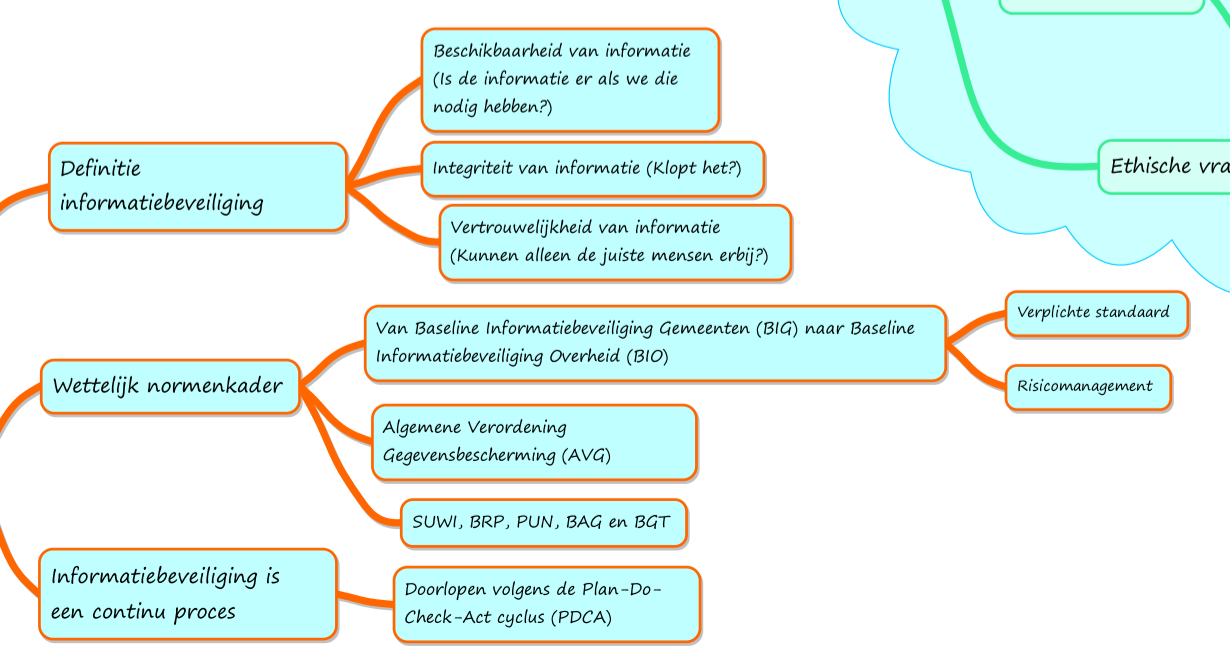 Beschikbaarheid van informatie
(Is de informatie er als we die
nodig hebben?)
Definitie
informatiebeveiliging
Integriteit van informatie (Klopt het?)
Vertrouwelijkheid van informatie
(Kunnen alleen de juiste mensen erbij?)
Ethische
Van Baseline Informatiebeveiliging Gemeenten (BIG) naar Baseline
Informatiebeveiliging Overheid (BIO)
Verplichte standaard
Risicomanagement
Wettelijk normenkader
Algemene Verordening
Gegevensbescherming (AVG)
SUWI, BRP, PUN, BAG en BGT
Informatiebeveiliging is
een continu proces
Doorlopen volgens de Plan-Do-
Check-Act cyclus (PDCA)